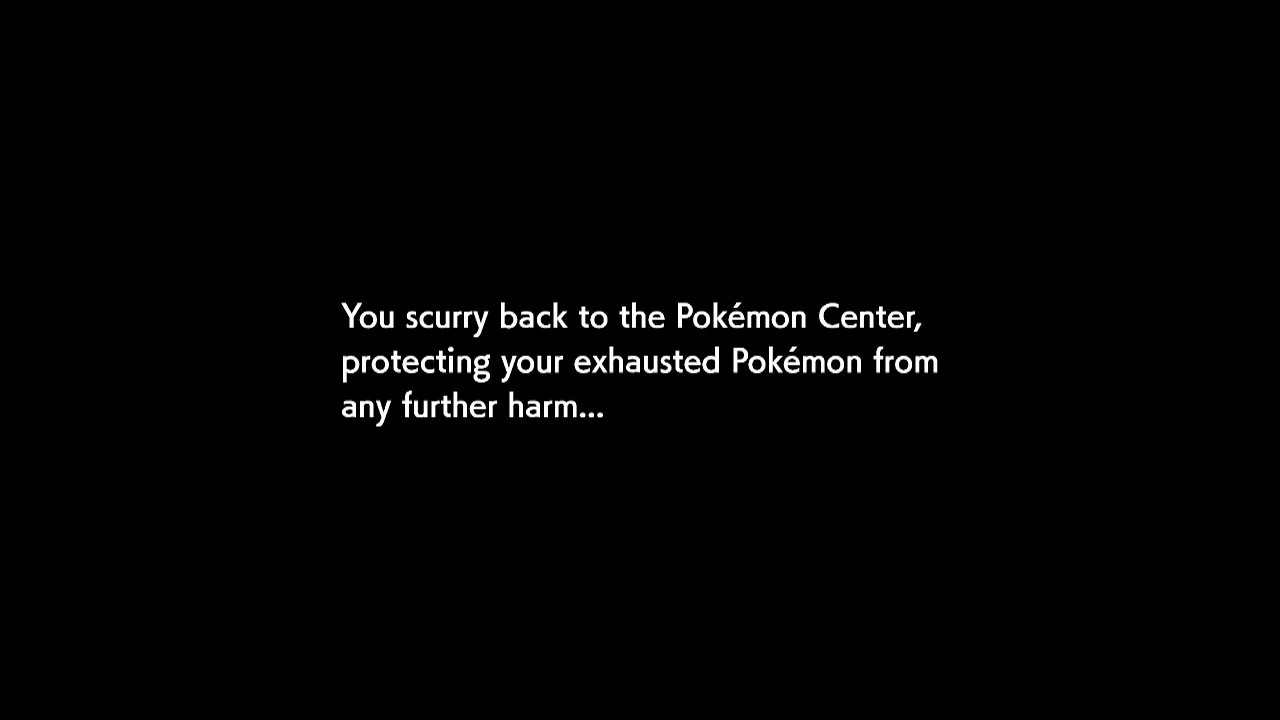 You scurry back to the Pokémon Center,
protecting your exhausted Pokémon from
any further harm...